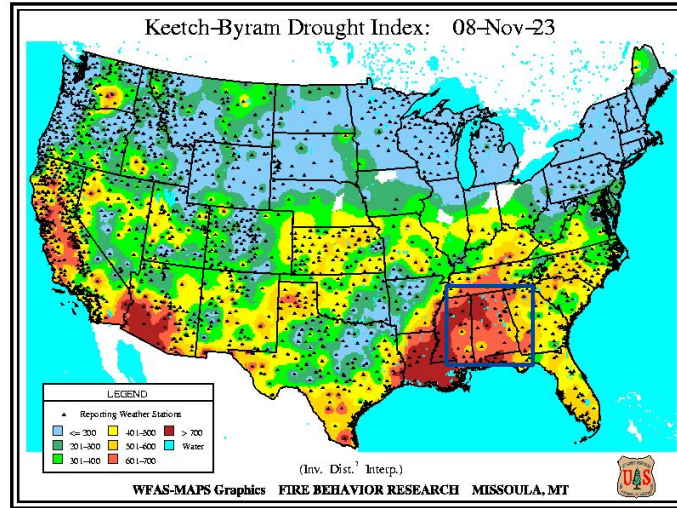 Keetch-Byram Drought Index: 08-Nov-23
LEGEND
Reporting Weather Stations
<= 200
401-500
> 700
201-300
501-600
Water
301-400
601-700
(Inv. Dist.² Interp.)
WFAS-MAPS Graphics FIRE BEHAVIOR RESEARCH MISSOULA, MT
U S